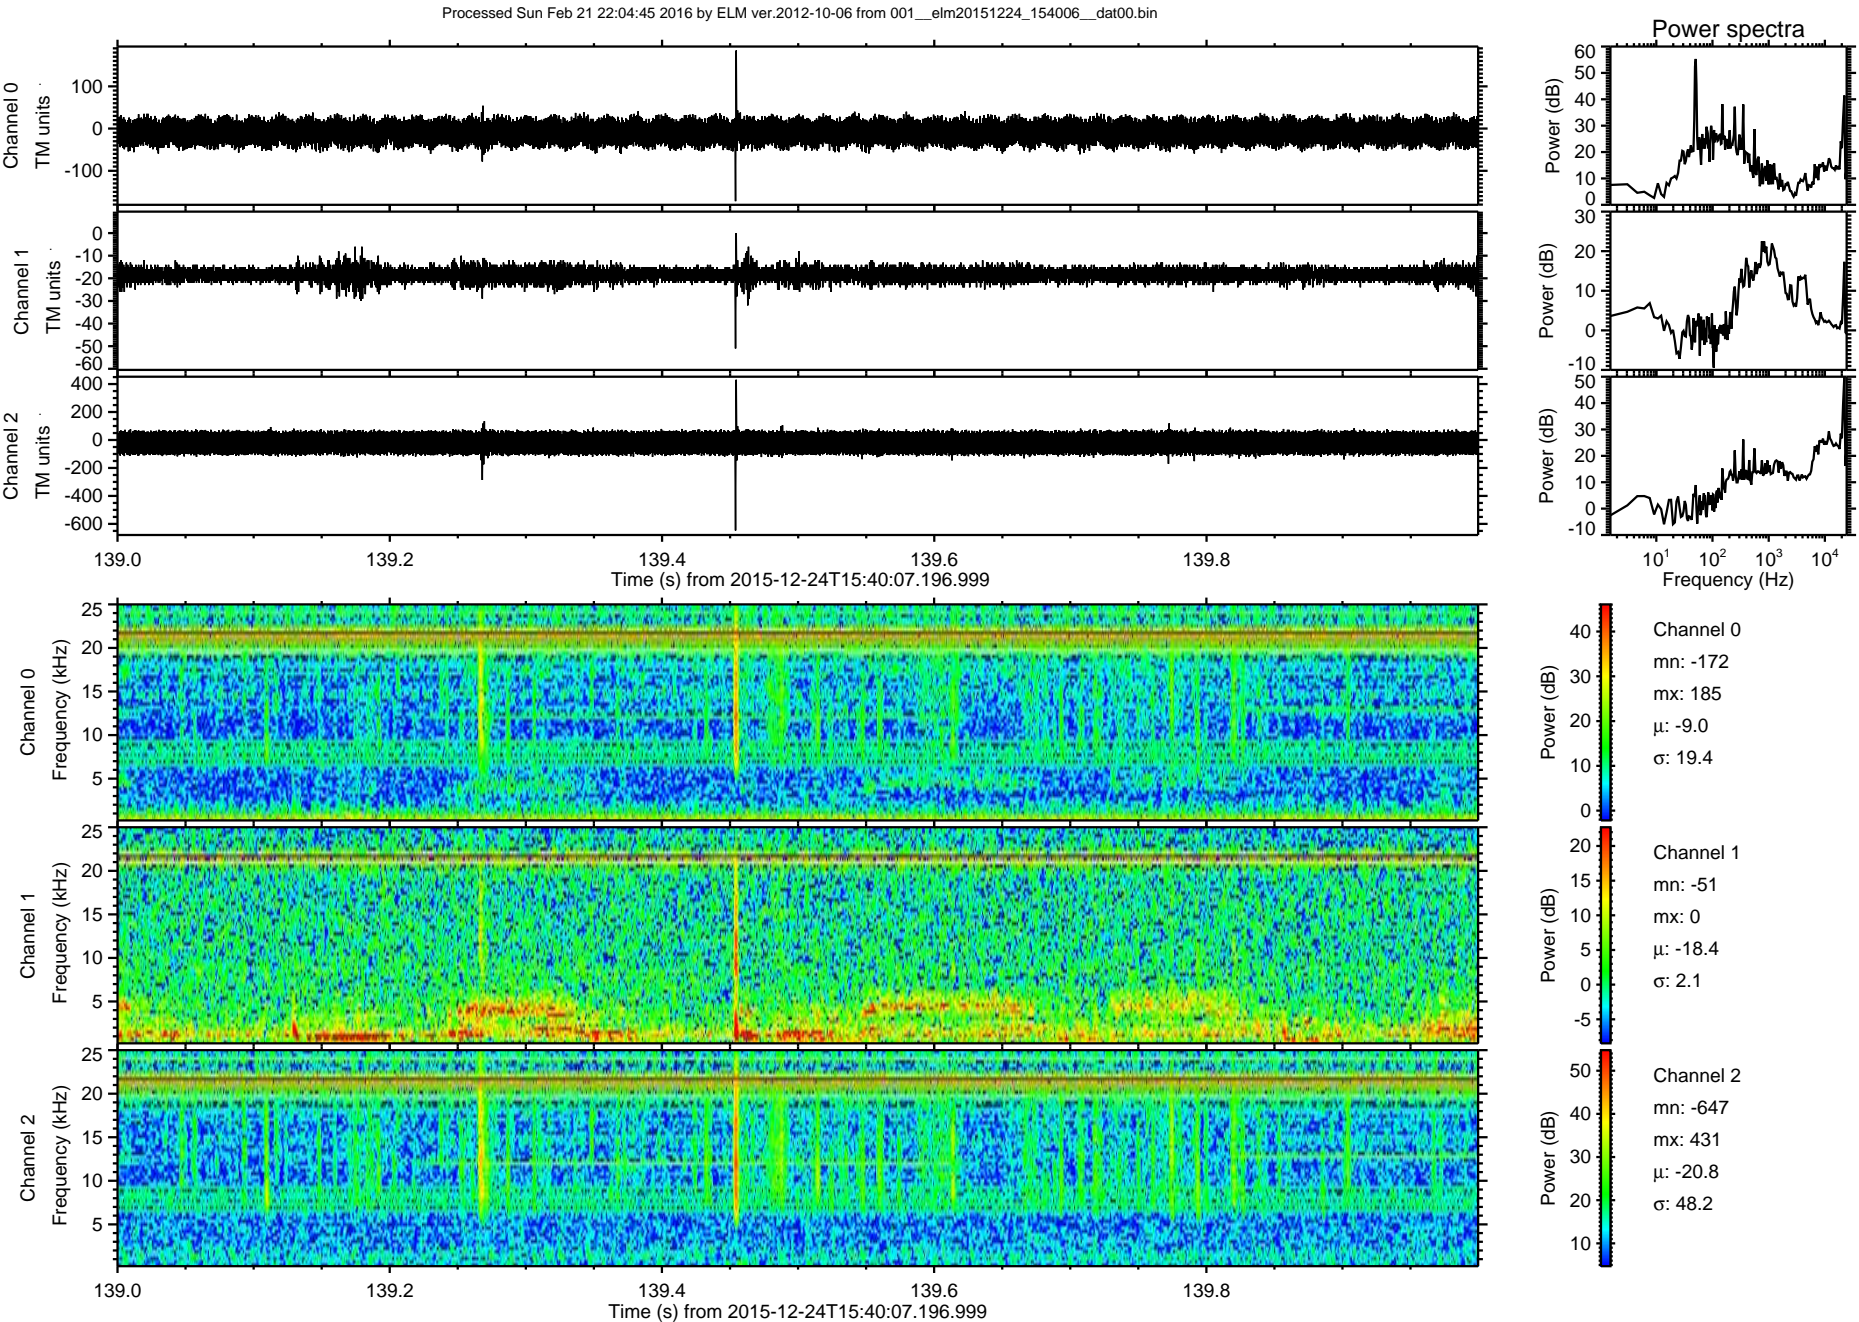 Processed Sun Feb 21 22:04:45 2016 by ELM ver.2012-10-06 from 001__elm20151224_154006__dat00.bin
Power spectra
Channel 0
TM units
100
0
-100
Power (dB)
60
50
40
30
20
10
0
Channel 1
TM units
0
-10
-20
-30
-40
-50
-60
Power (dB)
30
20
10
0
-10
Channel 2
TM units
400
200
0
-200
-400
-600
Power (dB)
50
40
30
20
10
0
-10
139.0 139.2 139.4 139.6 139.8
Time (s) from 2015-12-24T15:40:07.196.999
10¹ 10² 10³ 10⁴
Frequency (Hz)
Channel 0
Frequency (kHz)
25
20
15
10
5
Power (dB)
40
30
20
10
0
Channel 0
mn: -172
mx: 185
μ: -9.0
σ: 19.4
Channel 1
Frequency (kHz)
25
20
15
10
5
Power (dB)
20
15
10
5
0
-5
Channel 1
mn: -51
mx: 0
μ: -18.4
σ: 2.1
Channel 2
Frequency (kHz)
25
20
15
10
5
Power (dB)
50
40
30
20
10
Channel 2
mn: -647
mx: 431
μ: -20.8
σ: 48.2
139.0 139.2 139.4 139.6 139.8
Time (s) from 2015-12-24T15:40:07.196.999